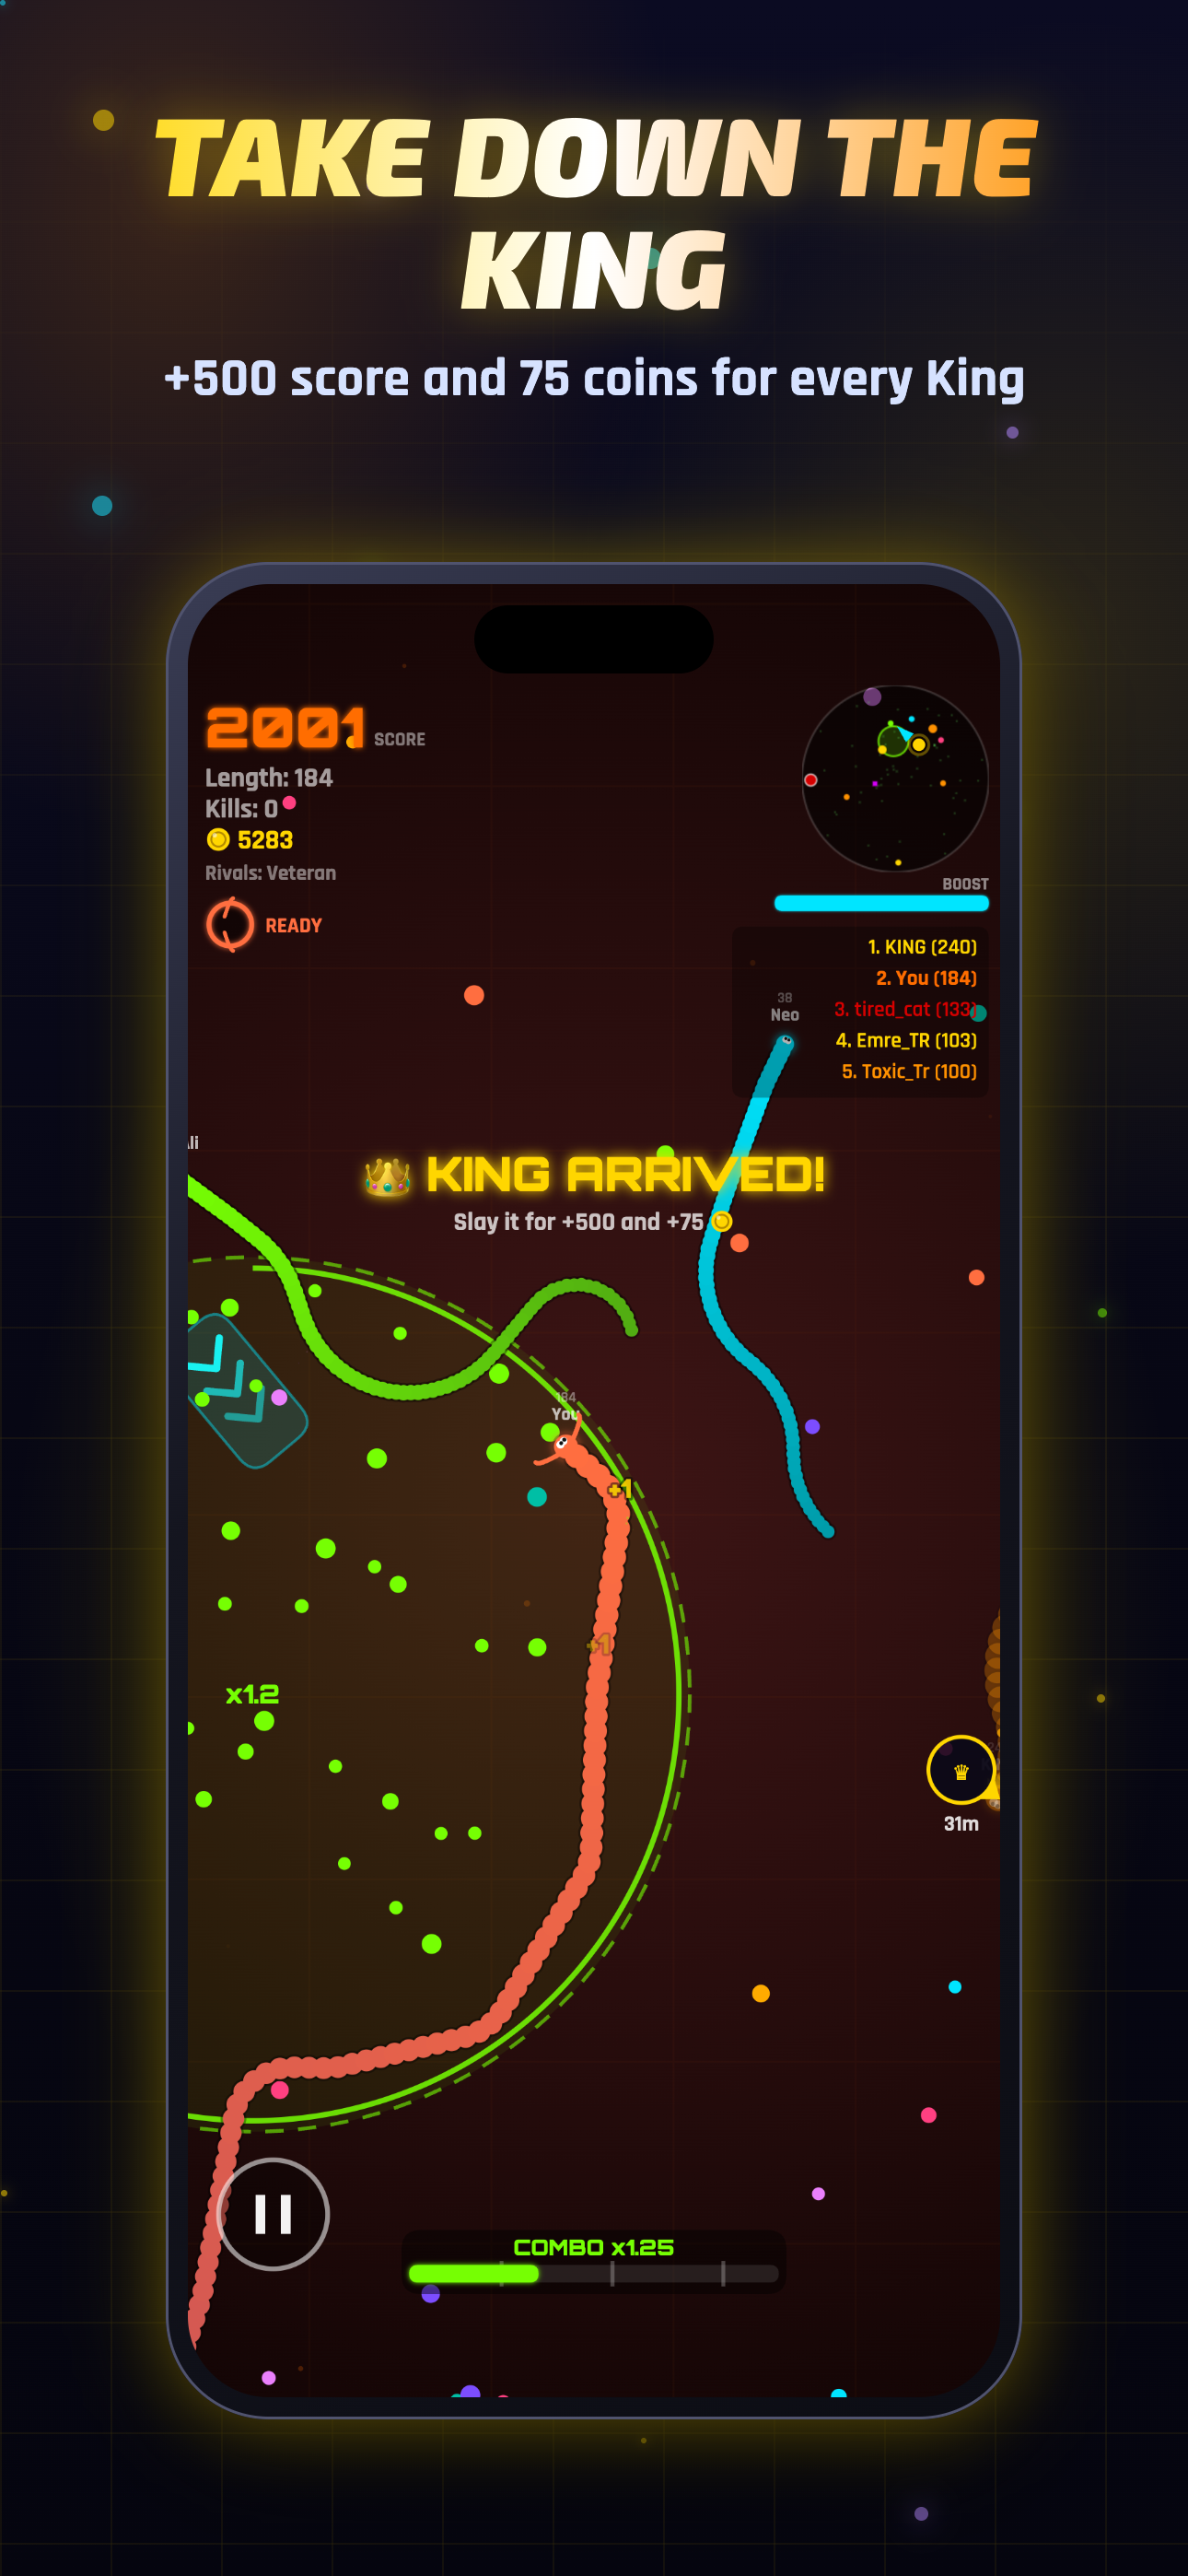 TAKE DOWN THE
KING
+500 score and 75 coins for every King
2001 SCORE
Length: 184
Kills: 0
5283
Rivals: Veteran
READY
BOOST
1. KING (240)
2. You (184)
3. tired_cat (133)
4. Emre_TR (103)
5. Toxic_Tr (100)
38
Neo
KING ARRIVED!
Slay it for +500 and +75
184
You
+1
+1
x1.2
31m
COMBO x1.25